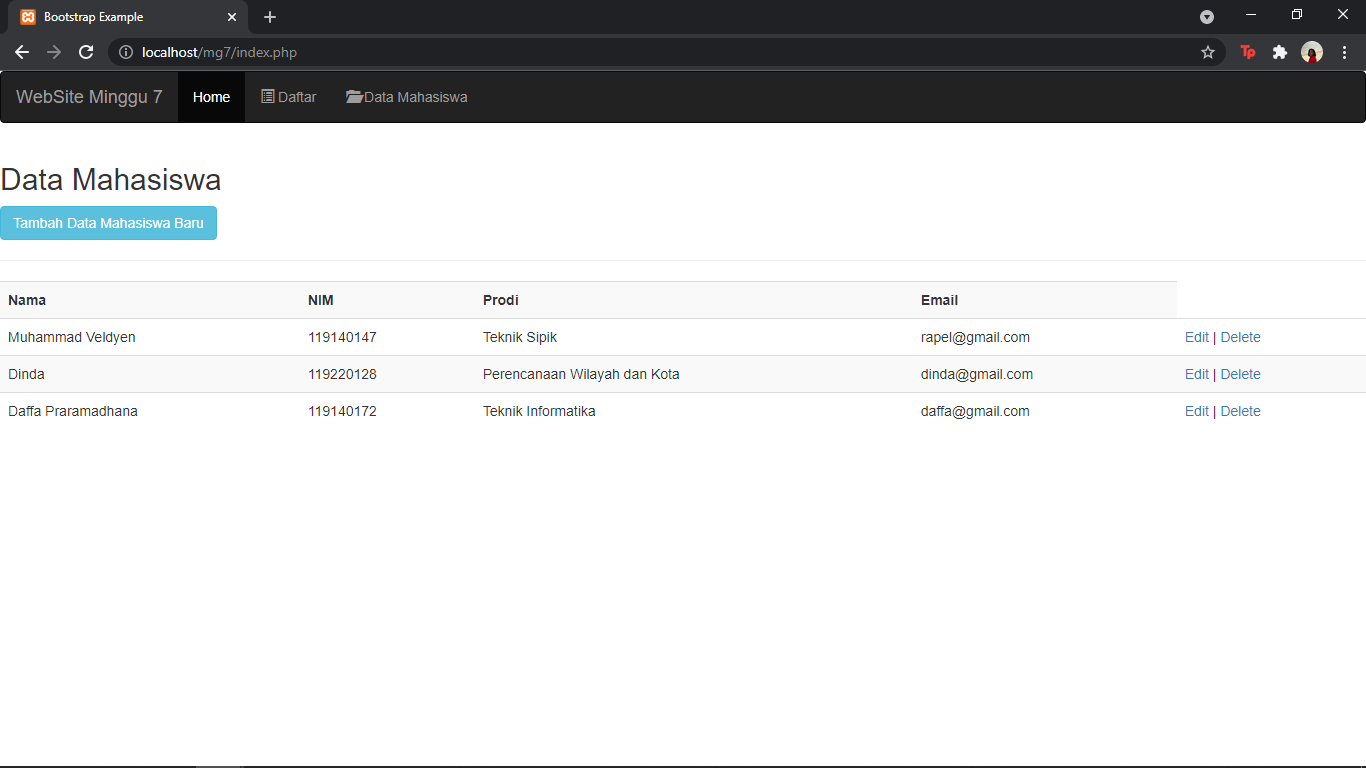 Bootstrap Example
localhost/mg7/index.php
Tp
WebSite Minggu 7 Home Daftar Data Mahasiswa
Data Mahasiswa
Tambah Data Mahasiswa Baru
Nama NIM Prodi Email
Muhammad Veldyen 119140147 Teknik Sipik rapel@gmail.com Edit | Delete
Dinda 119220128 Perencanaan Wilayah dan Kota dinda@gmail.com Edit | Delete
Daffa Praramadhana 119140172 Teknik Informatika daffa@gmail.com Edit | Delete